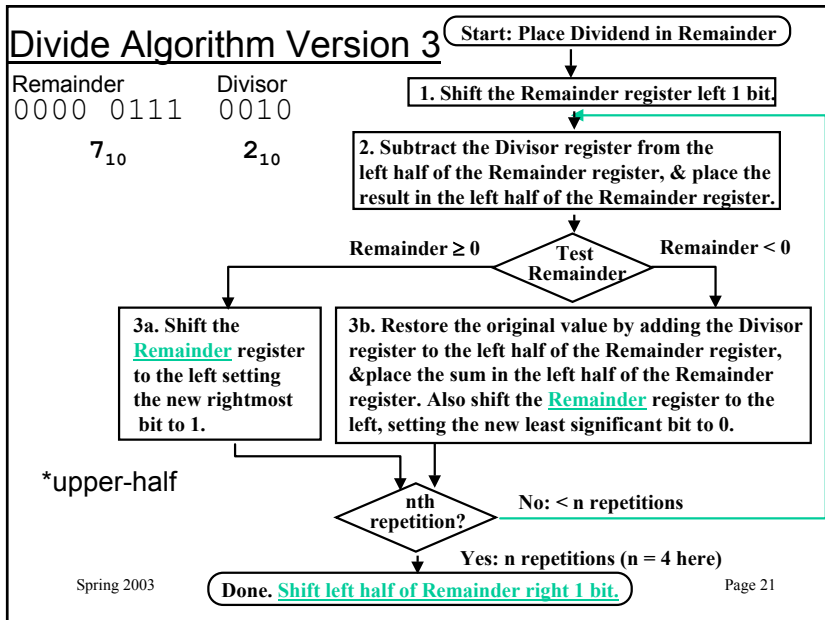 Divide Algorithm Version 3
Start: Place Dividend in Remainder
Remainder Divisor
0000 0111 0010
7₁₀ 2₁₀
1. Shift the Remainder register left 1 bit.
2. Subtract the Divisor register from the
left half of the Remainder register, & place the
result in the left half of the Remainder register.
Remainder ≥ 0
Test
Remainder
Remainder < 0
3a. Shift the
Remainder register
to the left setting
the new rightmost
bit to 1.
3b. Restore the original value by adding the Divisor
register to the left half of the Remainder register,
&place the sum in the left half of the Remainder
register. Also shift the Remainder register to the
left, setting the new least significant bit to 0.
*upper-half
nth
repetition?
No: < n repetitions
Yes: n repetitions (n = 4 here)
Done. Shift left half of Remainder right 1 bit.
Spring 2003
Page 21